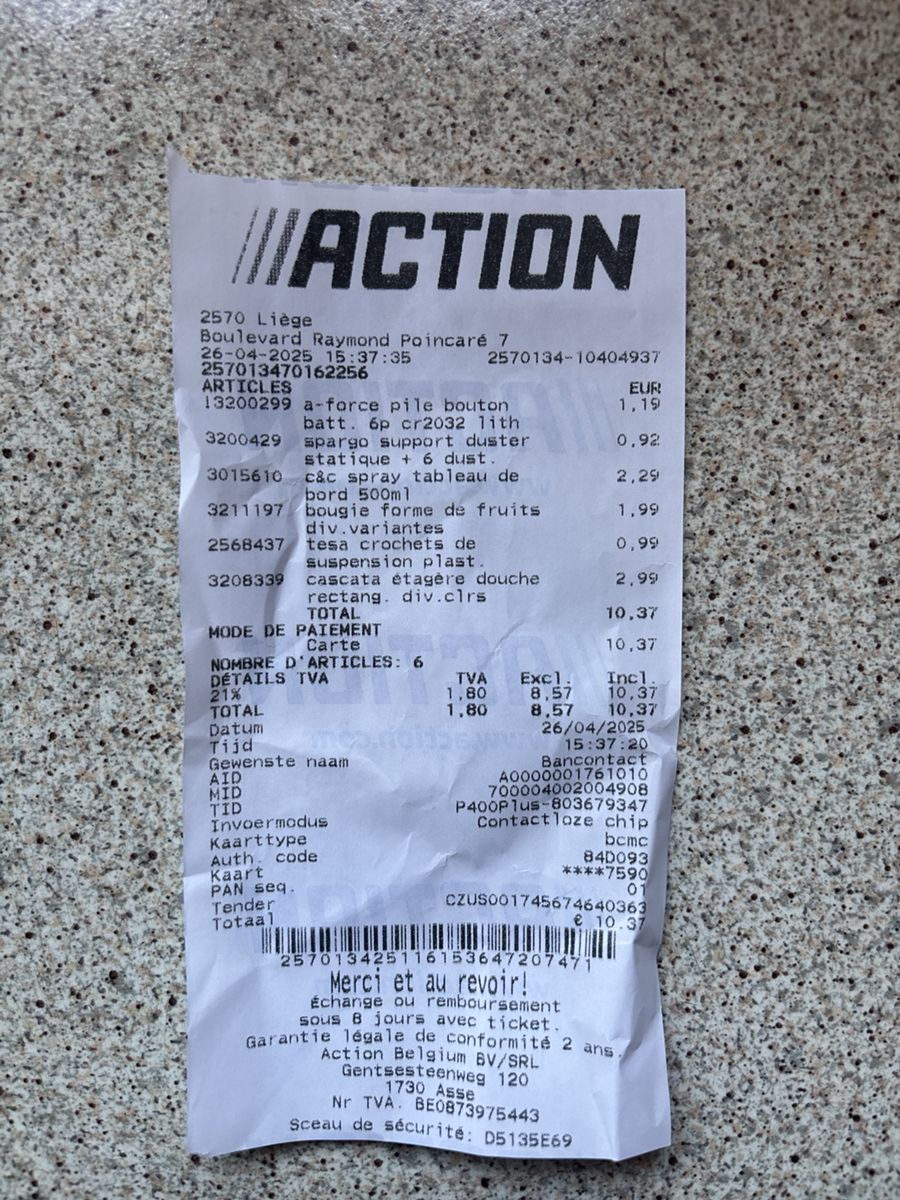 ///ACTION
2570 Liège
Boulevard Raymond Poincaré 7
26-04-2025 15:37:35 2570134-10404937
257013470162256
ARTICLES EUR
!3200299 a-force pile bouton 1,19
batt. 6p cr2032 lith
3200429 spargo support duster 0,92
statique + 6 dust.
3015610 c&c spray tableau de 2,29
bord 500ml
3211197 bougie forme de fruits 1,99
div.variantes
2568437 tesa crochets de 0,99
suspension plast.
3208339 cascata étagère douche 2,99
rectang. div.clrs
TOTAL 10,37
MODE DE PAIEMENT
Carte 10,37
NOMBRE D'ARTICLES: 6
DÉTAILS TVA TVA Excl. Incl.
21% 1,80 8,57 10,37
TOTAL 1,80 8,57 10,37
Datum 26/04/2025
Tijd 15:37:20
Gewenste naam Bancontact
AID A0000001761010
MID 700004002004908
TID P400Plus-803679347
Invoermodus Contactloze chip
Kaarttype bcmc
Auth. code 84D093
Kaart ****7590
PAN seq. 01
Tender CZUS001745674640363
Totaal € 10.37
257013425116153647207471
Merci et au revoir!
échange ou remboursement
sous 8 jours avec ticket.
Garantie légale de conformité 2 ans.
Action Belgium BV/SRL
Gentsesteenweg 120
1730 Asse
Nr TVA. BE0873975443
Sceau de sécurité: D5135E69